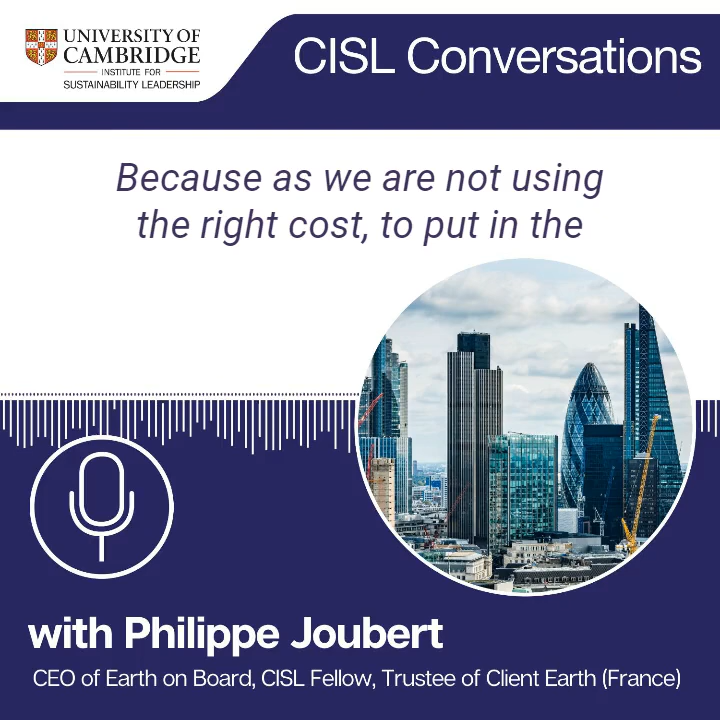 UNIVERSITY OF
CAMBRIDGE
INSTITUTE FOR
SUSTAINABILITY LEADERSHIP
CISL Conversations
Because as we are not using
the right cost, to put in the
with Philippe Joubert
CEO of Earth on Board, CISL Fellow, Trustee of Client Earth (France)